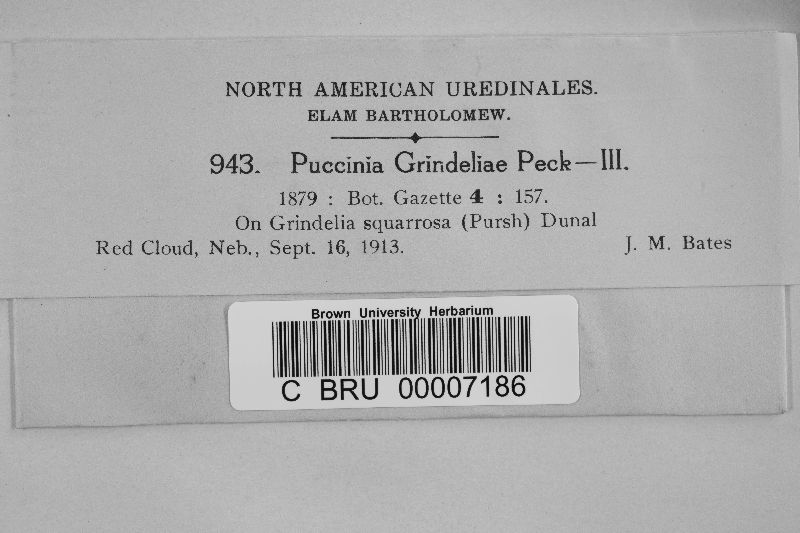 NORTH AMERICAN UREDINALES.
ELAM BARTHOLOMEW.
943. Puccinia Grindeliae Peck—III.
1879 : Bot. Gazette 4 : 157.
On Grindelia squarrosa (Pursh) Dunal
Red Cloud, Neb., Sept. 16, 1913. J. M. Bates
Brown University Herbarium
C BRU 00007186